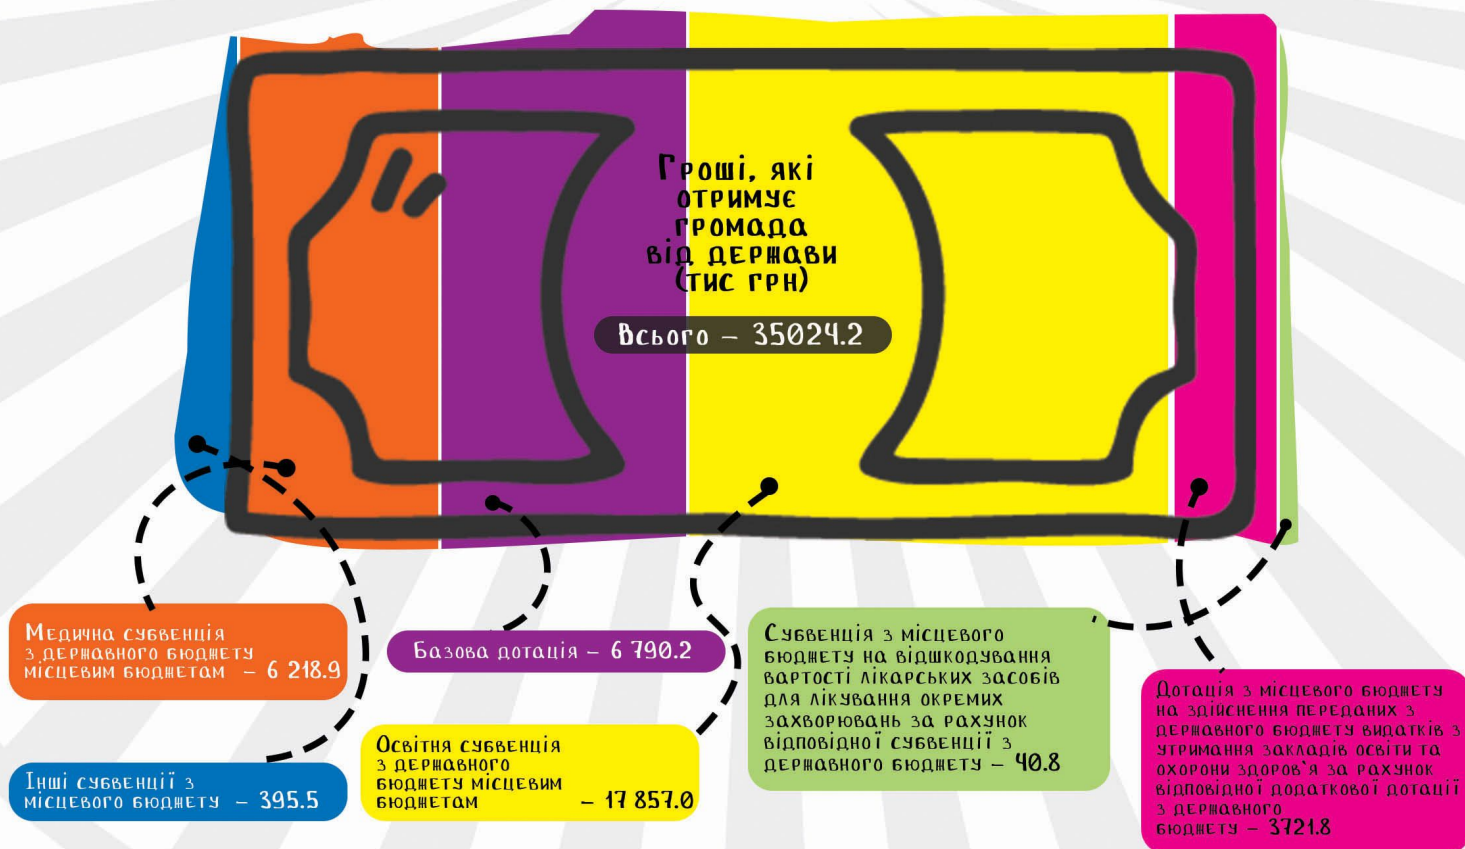 Гроші, які
отримує
громада
від держави
(тис грн)
Всього – 35024.2
Медична субвенція
з державного бюджету
місцевим бюджетам – 6 218.9
Інші субвенції з
місцевого бюджету – 395.5
Базова дотація – 6 790.2
Освітня субвенція
з державного
бюджету місцевим
бюджетам – 17 857.0
Субвенція з місцевого
бюджету на відшкодування
вартості лікарських засобів
для лікування окремих
захворювань за рахунок
відповідної субвенції з
державного бюджету – 40.8
Дотація з місцевого бюджету
на здійснення переданих з
державного бюджету видатків з
утримання закладів освіти та
охорони здоров'я за рахунок
відповідної додаткової дотації
з державного
бюджету – 3721.8